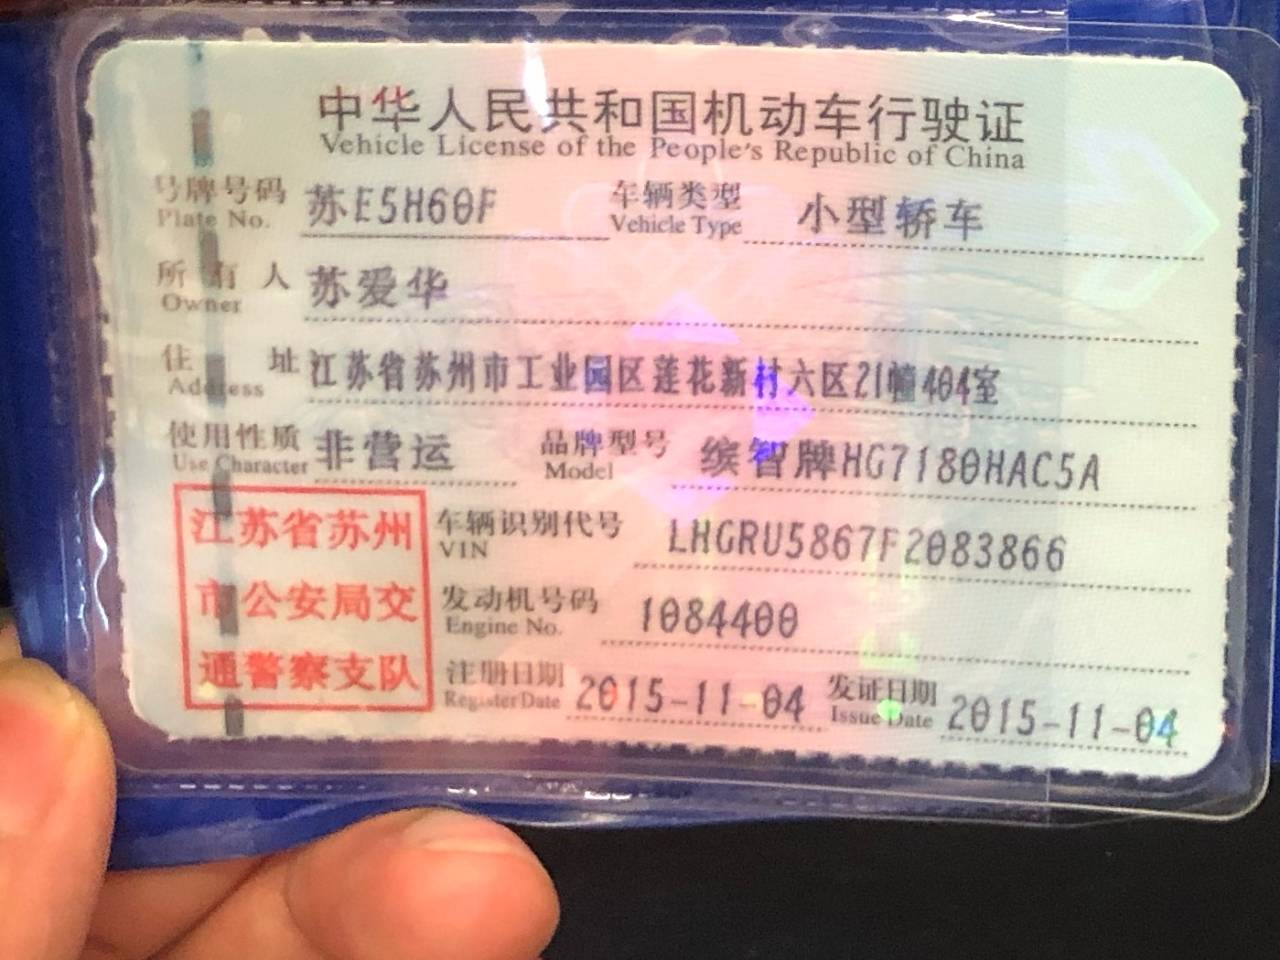 中华人民共和国机动车行驶证
Vehicle License of the People's Republic of China
号牌号码 苏E5H60F 车辆类型 小型轿车
Plate No. Vehicle Type
所有人 苏爱华
Owner
住址 江苏省苏州市工业园区莲花新村六区21幢404室
Address
使用性质 非营运 品牌型号 缤智牌HG7180HAC5A
Use Character Model
江苏省苏州 车辆识别代号 LHGRU5867F2083866
VIN
市公安局交 发动机号码 1084400
Engine No.
通警察支队 注册日期 2015-11-04 发证日期 2015-11-04
Register Date Issue Date